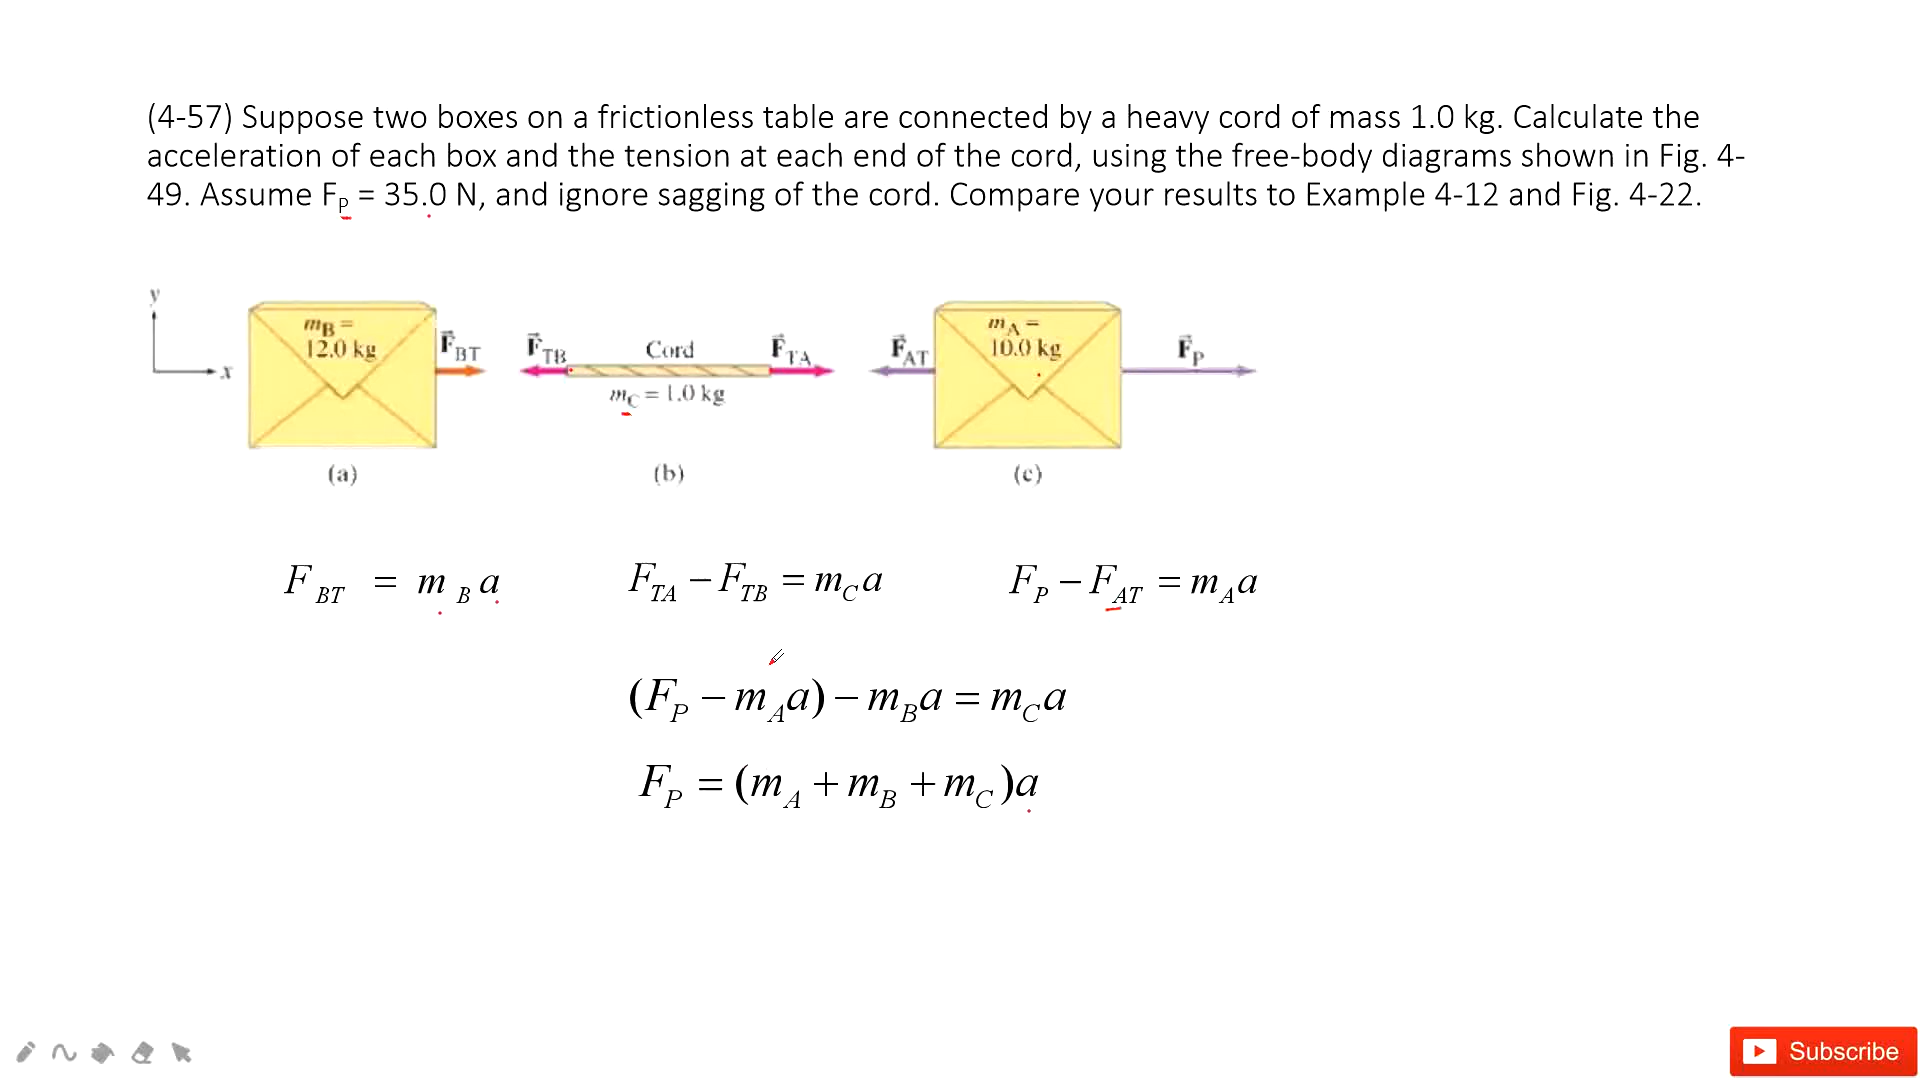 (4-57) Suppose two boxes on a frictionless table are connected by a heavy cord of mass 1.0 kg. Calculate the
acceleration of each box and the tension at each end of the cord, using the free-body diagrams shown in Fig. 4-
49. Assume F_P = 35.0 N, and ignore sagging of the cord. Compare your results to Example 4-12 and Fig. 4-22.
y
x
m_B =
12.0 kg
F_BT
F_TB
Cord
F_TA
m_C = 1.0 kg
F_AT
m_A =
10.0 kg
F_P
(a)
(b)
(c)
F_BT = m_B a
F_TA − F_TB = m_C a
F_P − F_AT = m_A a
(F_P − m_A a) − m_B a = m_C a
F_P = (m_A + m_B + m_C)a
Subscribe